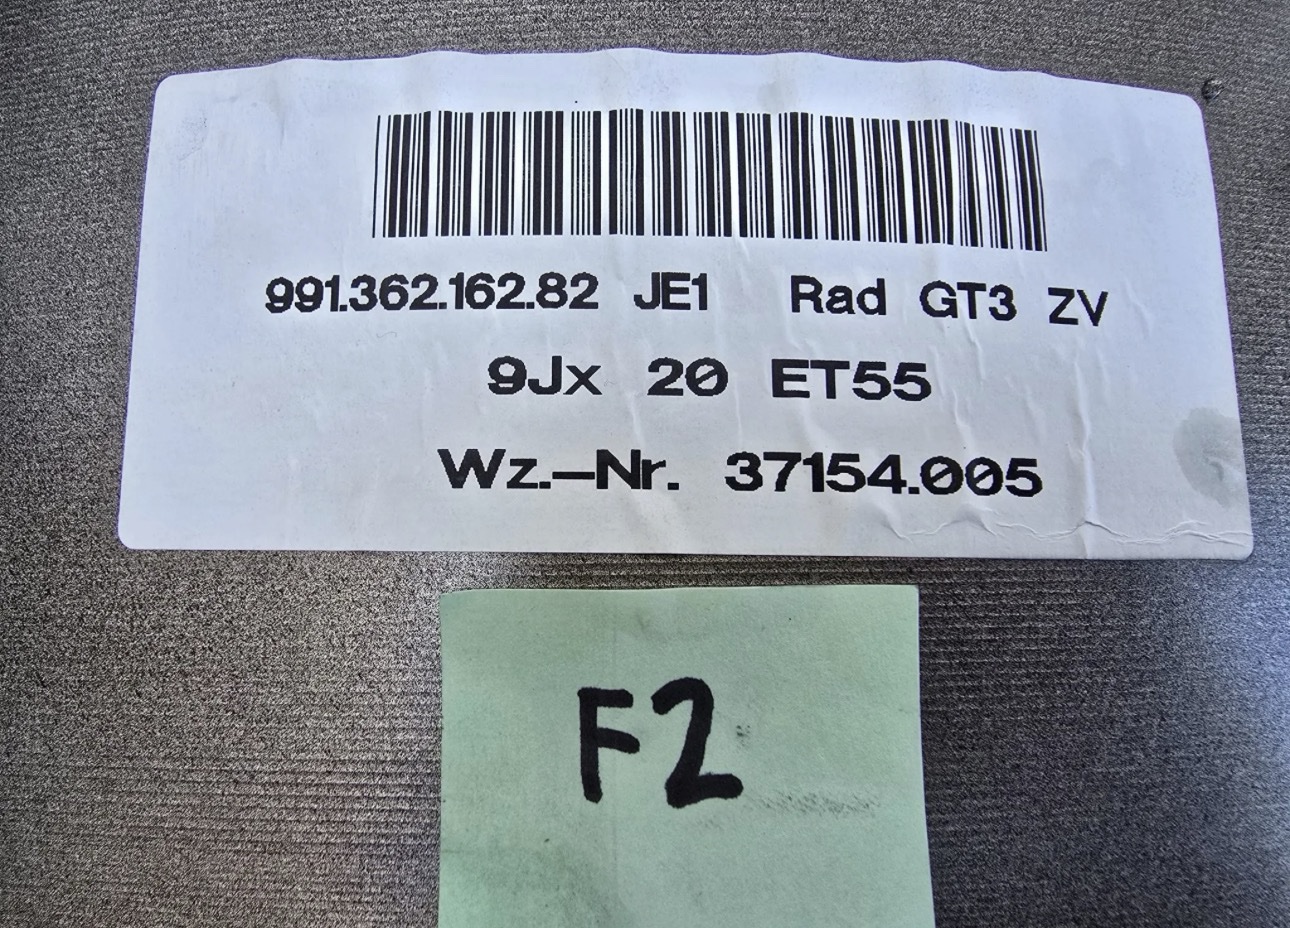 991.362.162.82 JE1 Rad GT3 ZV
9Jx 20 ET55
Wz.-Nr. 37154.005
F2